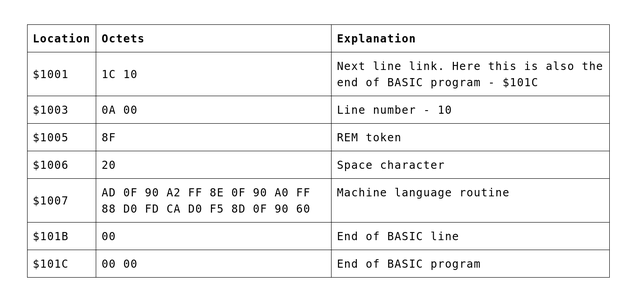 Location Octets Explanation
$1001 1C 10 Next line link. Here this is also the
end of BASIC program - $101C
$1003 0A 00 Line number - 10
$1005 8F REM token
$1006 20 Space character
$1007 AD 0F 90 A2 FF 8E 0F 90 A0 FF Machine language routine
88 D0 FD CA D0 F5 8D 0F 90 60
$101B 00 End of BASIC line
$101C 00 00 End of BASIC program